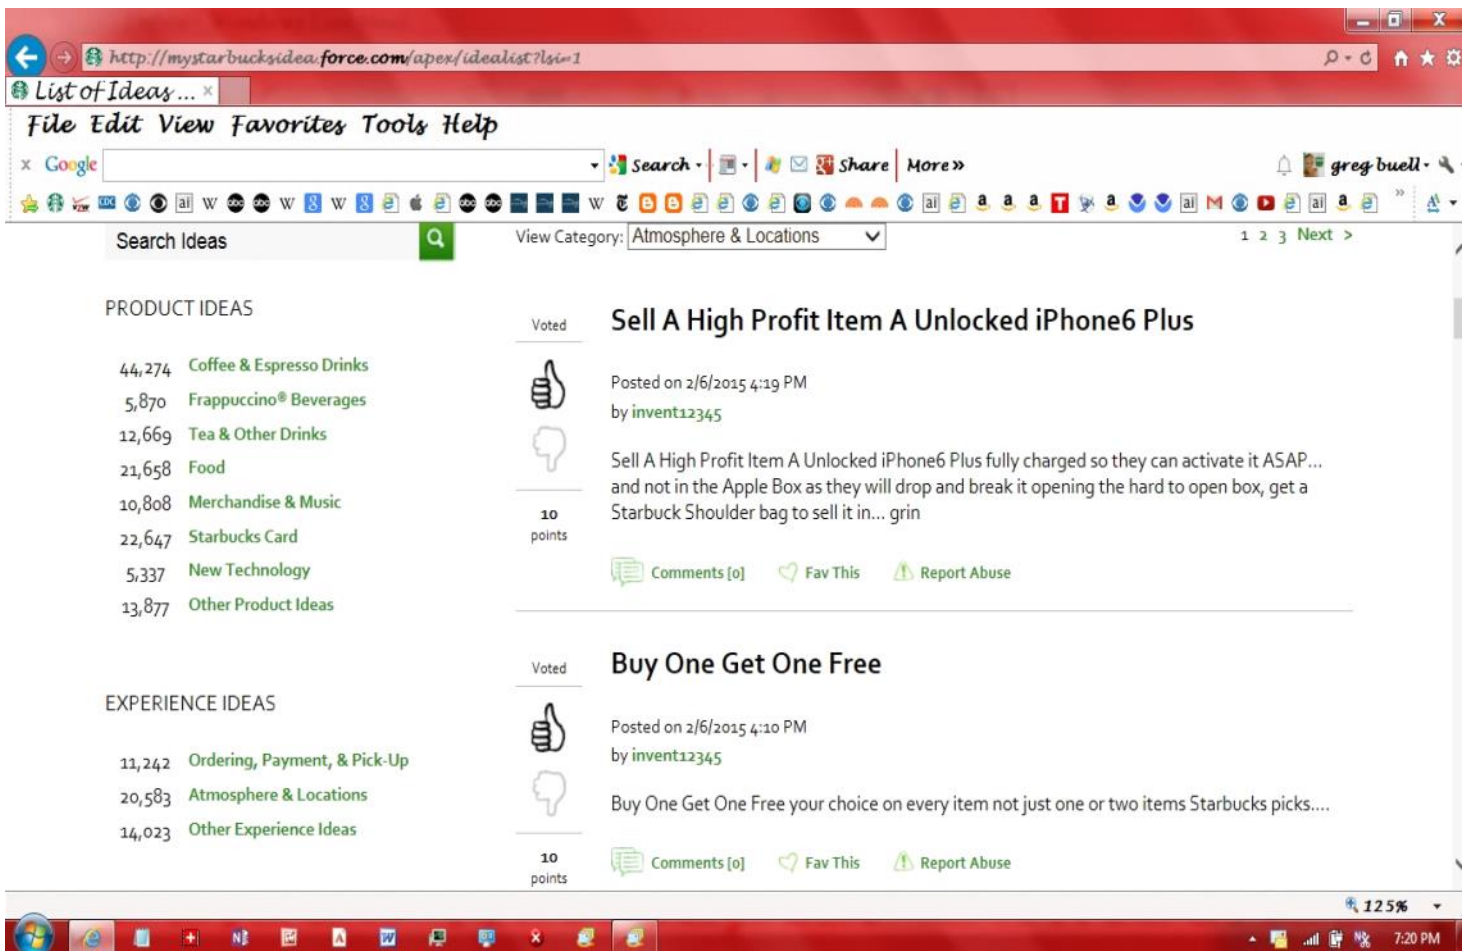 http://mystarbucksidea.force.com/apex/idealist?lsi=1
List of Ideas ... ×
File Edit View Favorites Tools Help
x Google Search Share More »
greg buell
Search Ideas
View Category: Atmosphere & Locations
1 2 3 Next >
PRODUCT IDEAS
44,274 Coffee & Espresso Drinks
5,870 Frappuccino® Beverages
12,669 Tea & Other Drinks
21,658 Food
10,808 Merchandise & Music
22,647 Starbucks Card
5,337 New Technology
13,877 Other Product Ideas
EXPERIENCE IDEAS
11,242 Ordering, Payment, & Pick-Up
20,583 Atmosphere & Locations
14,023 Other Experience Ideas
Voted
10
points
Sell A High Profit Item A Unlocked iPhone6 Plus
Posted on 2/6/2015 4:19 PM
by invent12345
Sell A High Profit Item A Unlocked iPhone6 Plus fully charged so they can activate it ASAP...
and not in the Apple Box as they will drop and break it opening the hard to open box, get a
Starbuck Shoulder bag to sell it in... grin
Comments [0] Fav This Report Abuse
Voted
10
points
Buy One Get One Free
Posted on 2/6/2015 4:10 PM
by invent12345
Buy One Get One Free your choice on every item not just one or two items Starbucks picks....
Comments [0] Fav This Report Abuse
125%
7:20 PM